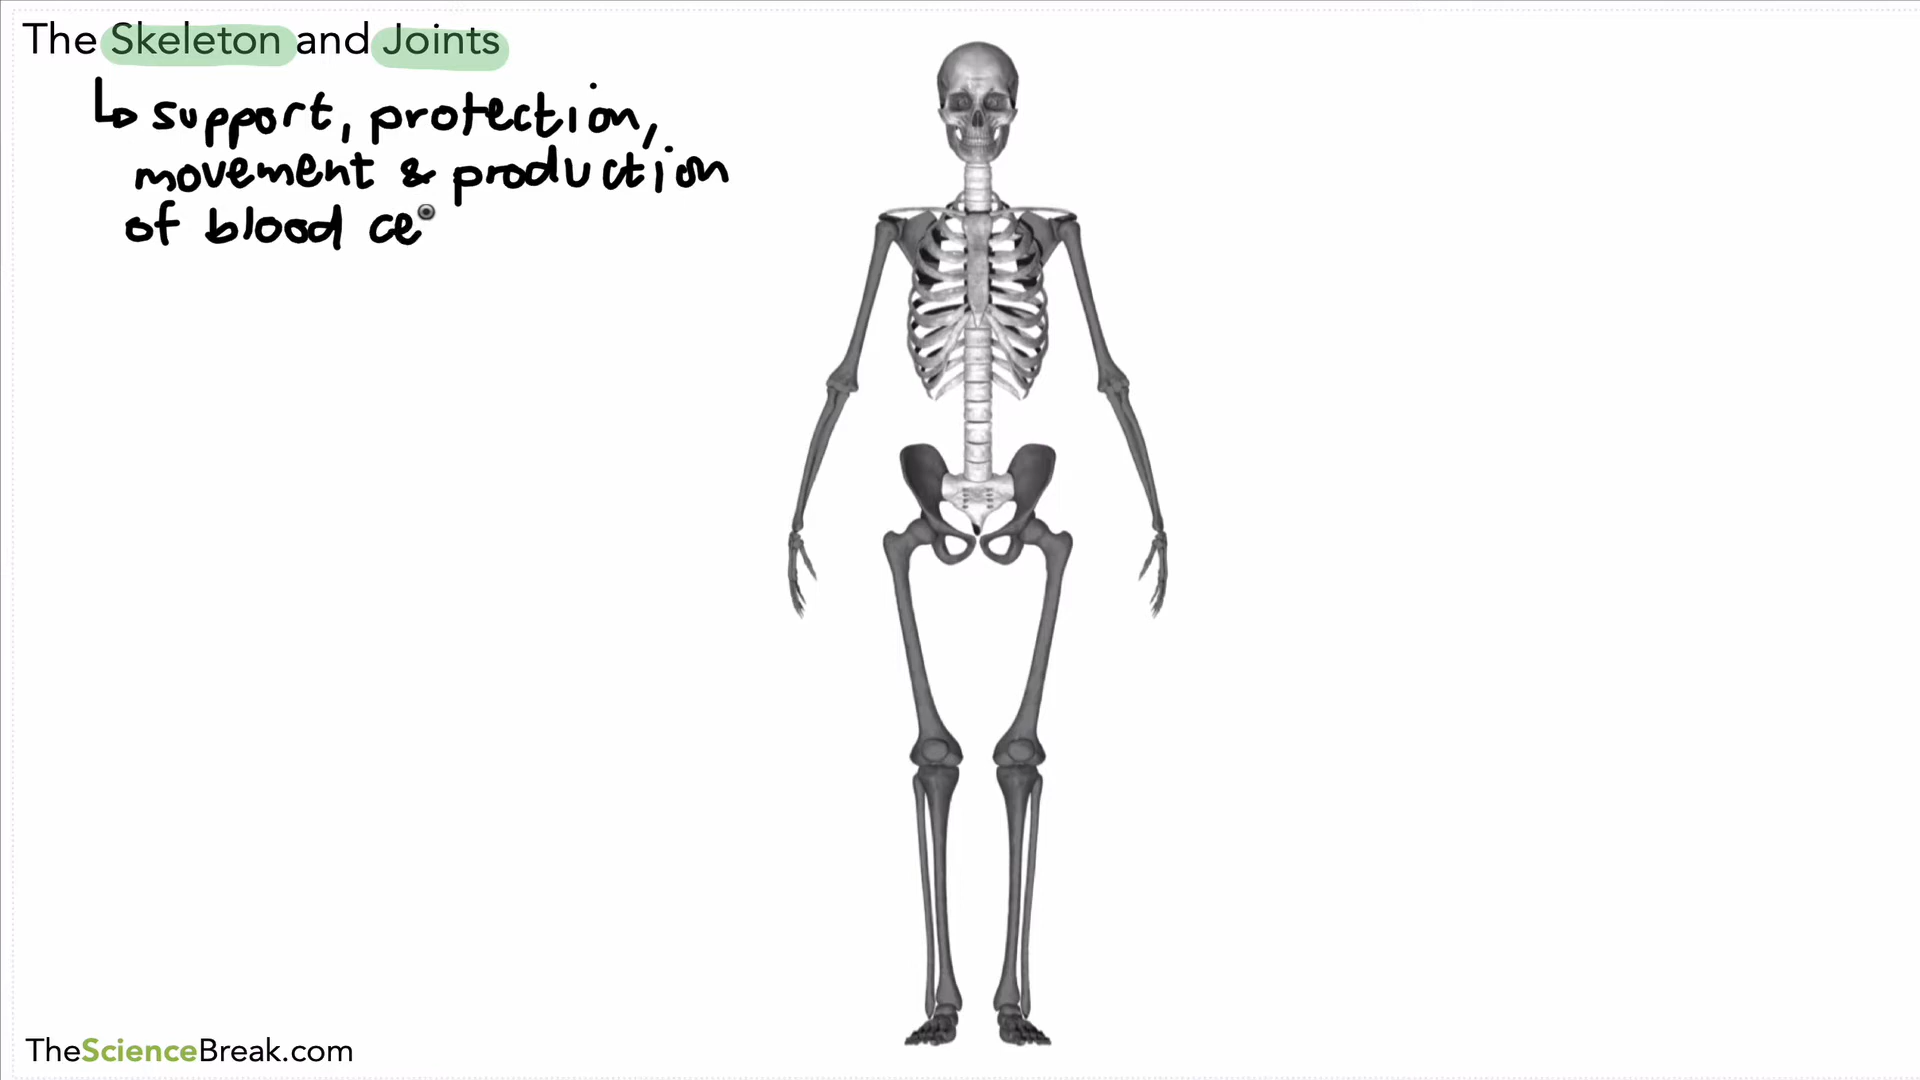 The Skeleton and Joints
↳ support, protection,
movement & production
of blood ce
TheScienceBreak.com